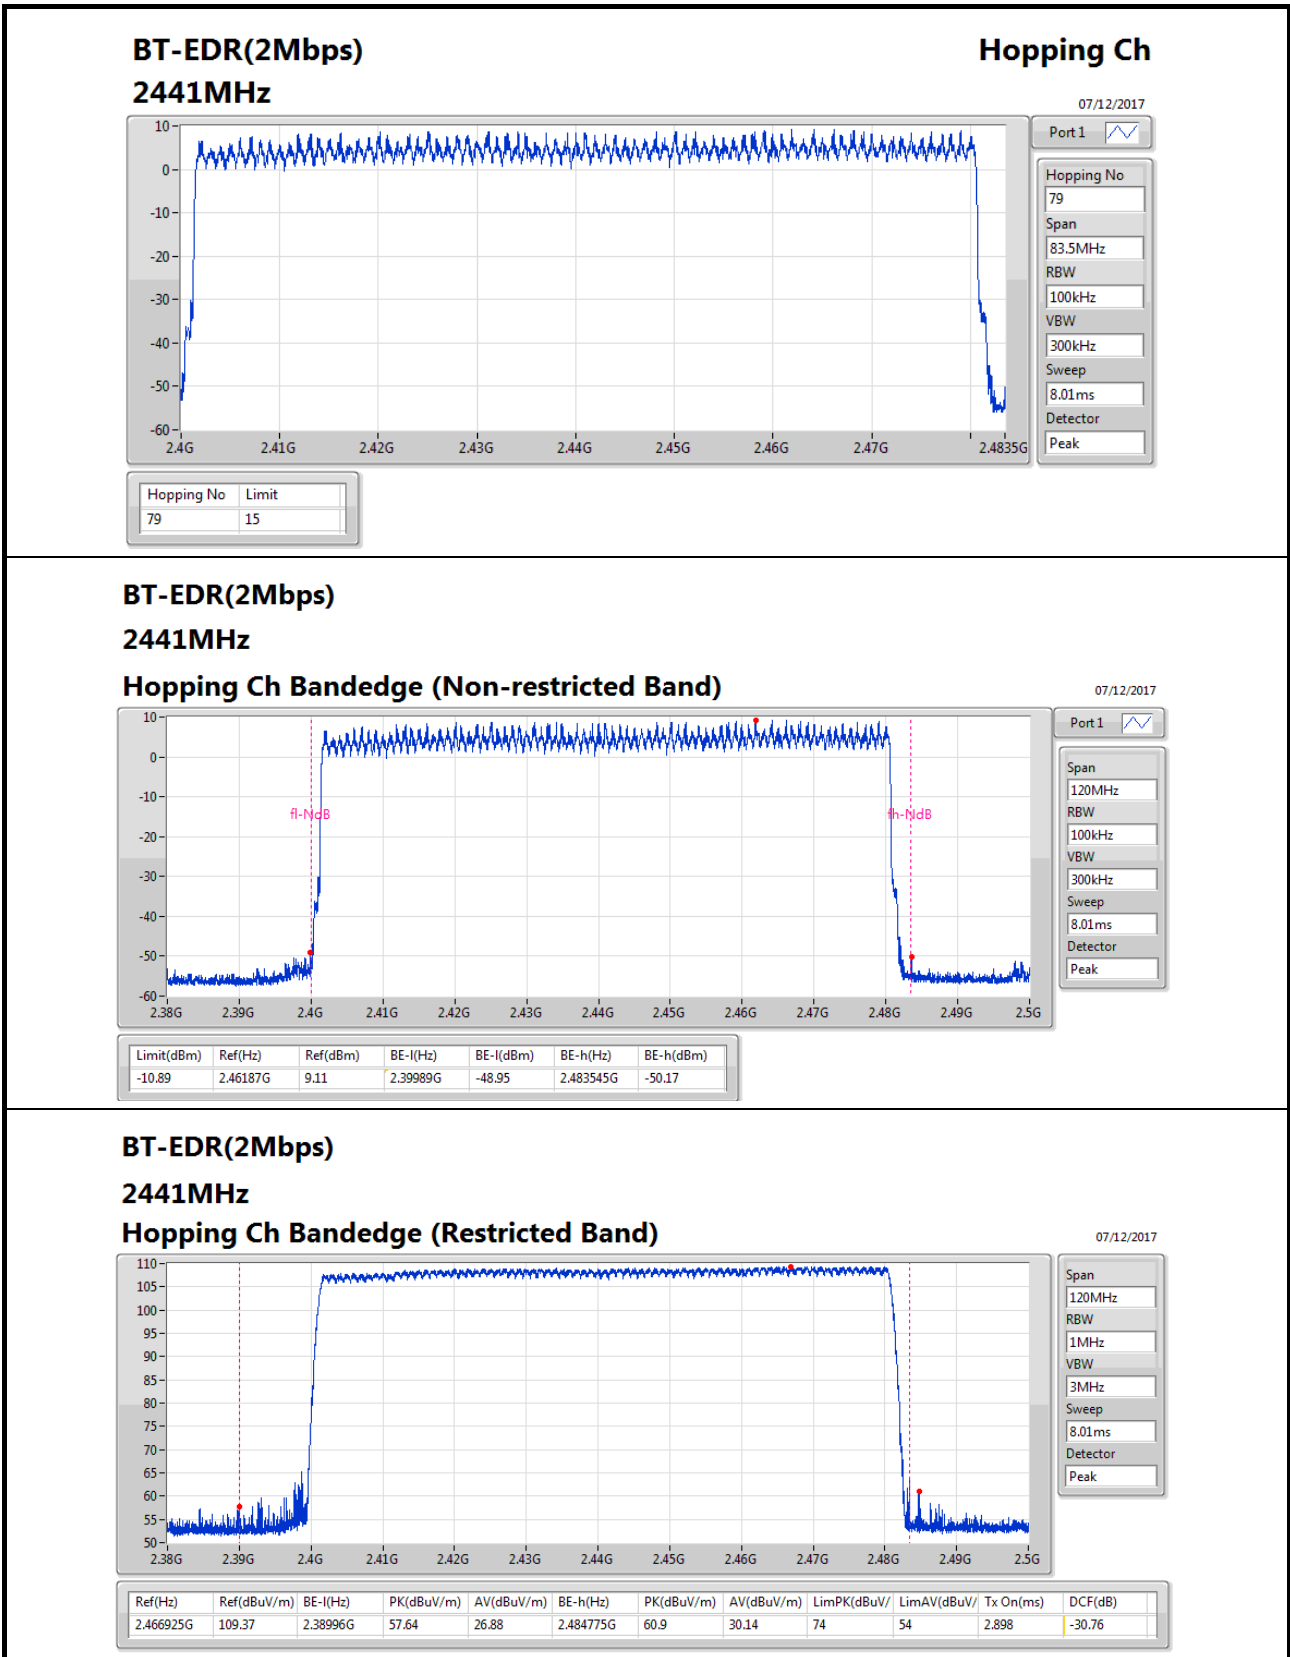 BT-EDR(2Mbps)
Hopping Ch
2441MHz
07/12/2017
Port 1
10
0
-10
-20
-30
-40
-50
-60
2.4G 2.41G 2.42G 2.43G 2.44G 2.45G 2.46G 2.47G 2.4835G
Hopping No
79
Span
83.5MHz
RBW
100kHz
VBW
300kHz
Sweep
8.01ms
Detector
Peak
Hopping No Limit
79 15
BT-EDR(2Mbps)
2441MHz
Hopping Ch Bandedge (Non-restricted Band)
07/12/2017
Port 1
10
0
-10
fl-NdB fh-NdB
-20
-30
-40
-50
-60
2.38G 2.39G 2.4G 2.41G 2.42G 2.43G 2.44G 2.45G 2.46G 2.47G 2.48G 2.49G 2.5G
Span
120MHz
RBW
100kHz
VBW
300kHz
Sweep
8.01ms
Detector
Peak
Limit(dBm) Ref(Hz) Ref(dBm) BE-l(Hz) BE-l(dBm) BE-h(Hz) BE-h(dBm)
-10.89 2.46187G 9.11 2.39989G -48.95 2.483545G -50.17
BT-EDR(2Mbps)
2441MHz
Hopping Ch Bandedge (Restricted Band)
07/12/2017
110
105
100
95
90
85
80
75
70
65
60
55
50
2.38G 2.39G 2.4G 2.41G 2.42G 2.43G 2.44G 2.45G 2.46G 2.47G 2.48G 2.49G 2.5G
Span
120MHz
RBW
1MHz
VBW
3MHz
Sweep
8.01ms
Detector
Peak
Ref(Hz) Ref(dBuV/m) BE-l(Hz) PK(dBuV/m) AV(dBuV/m) BE-h(Hz) PK(dBuV/m) AV(dBuV/m) LimPK(dBuV/ LimAV(dBuV/ Tx On(ms) DCF(dB)
2.466925G 109.37 2.38996G 57.64 26.88 2.484775G 60.9 30.14 74 54 2.898 -30.76